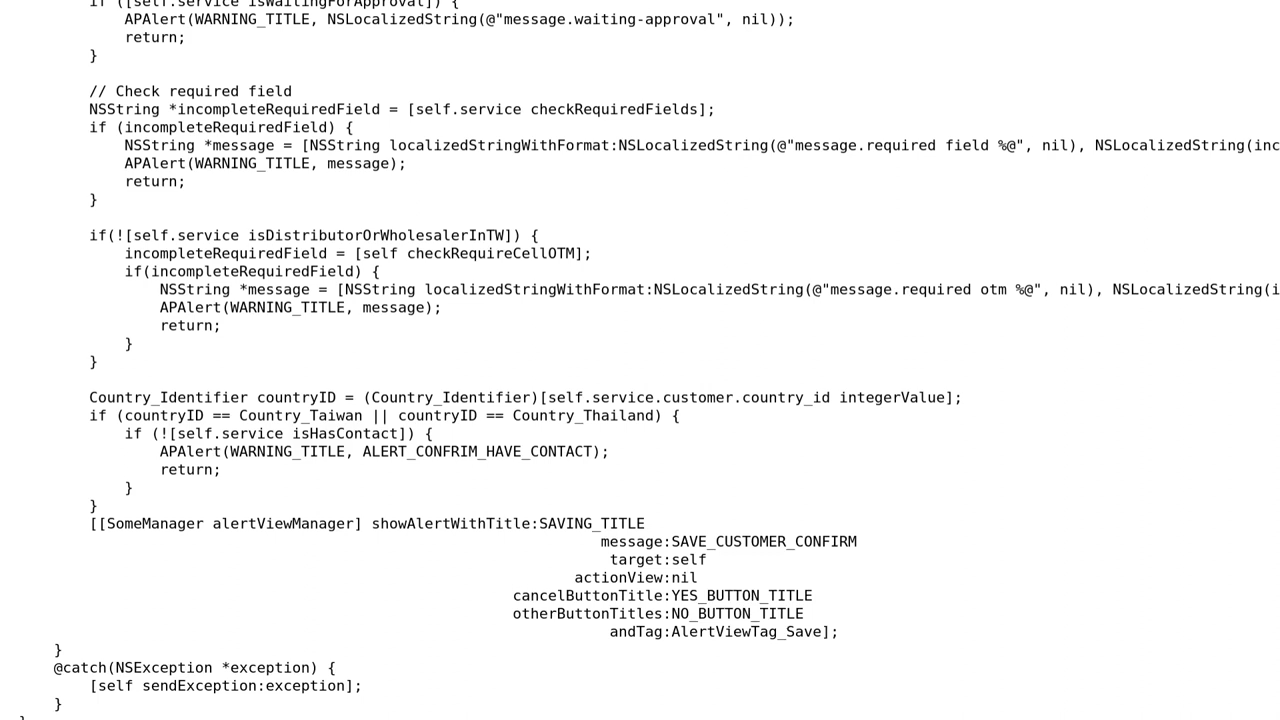 if ([self.service isWaitingForApproval]) {
APAlert(WARNING_TITLE, NSLocalizedString(@"message.waiting-approval", nil));
return;
}
// Check required field
NSString *incompleteRequiredField = [self.service checkRequiredFields];
if (incompleteRequiredField) {
NSString *message = [NSString localizedStringWithFormat:NSLocalizedString(@"message.required field %@", nil), NSLocalizedString(inc
APAlert(WARNING_TITLE, message);
return;
}
if(![self.service isDistributorOrWholesalerInTW]) {
incompleteRequiredField = [self checkRequireCellOTM];
if(incompleteRequiredField) {
NSString *message = [NSString localizedStringWithFormat:NSLocalizedString(@"message.required otm %@", nil), NSLocalizedString(i
APAlert(WARNING_TITLE, message);
return;
}
}
Country_Identifier countryID = (Country_Identifier)[self.service.customer.country_id integerValue];
if (countryID == Country_Taiwan || countryID == Country_Thailand) {
if (![self.service isHasContact]) {
APAlert(WARNING_TITLE, ALERT_CONFRIM_HAVE_CONTACT);
return;
}
}
[[SomeManager alertViewManager] showAlertWithTitle:SAVING_TITLE
message:SAVE_CUSTOMER_CONFIRM
target:self
actionView:nil
cancelButtonTitle:YES_BUTTON_TITLE
otherButtonTitles:NO_BUTTON_TITLE
andTag:AlertViewTag_Save];
}
@catch(NSException *exception) {
[self sendException:exception];
}
}